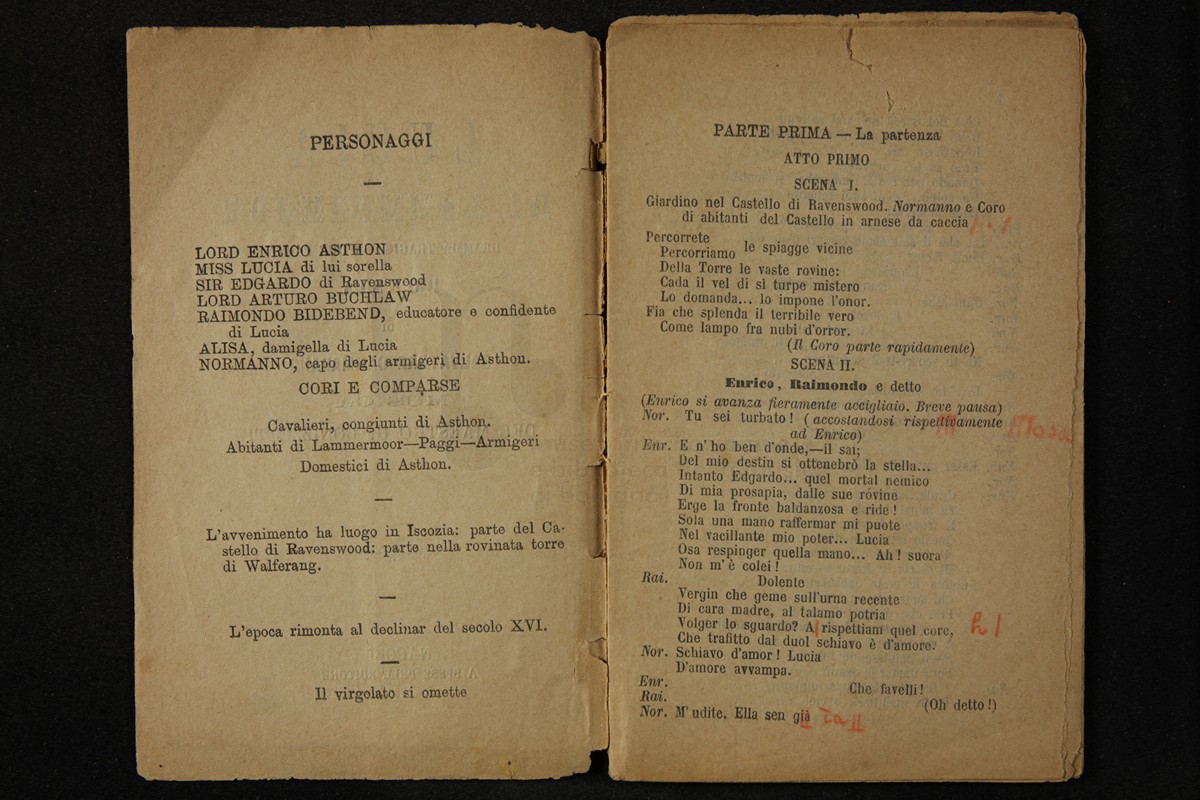 PERSONAGGI
LORD ENRICO ASTHON
MISS LUCIA di lui sorella
SIR EDGARDO di Ravenswood
LORD ARTURO BUCHLAW
RAIMONDO BIDEBEND, educatore e confidente
di Lucia
ALISA, damigella di Lucia
NORMANNO, capo degli armigeri di Asthon.
CORI E COMPARSE
Cavalieri, congiunti di Asthon.
Abitanti di Lammermoor—Paggi—Armigeri
Domestici di Asthon.
L'avvenimento ha luogo in Iscozia: parte del Ca-
stello di Ravenswood: parte nella rovinata torre
di Walferang.
L'epoca rimonta al declinar del secolo XVI.
Il virgolato si omette
PARTE PRIMA — La partenza
ATTO PRIMO
SCENA I.
Giardino nel Castello di Ravenswood. Normanno e Coro
di abitanti del Castello in arnese da caccia
Percorrete
Percorriamo le spiagge vicine
Della Torre le vaste rovine:
Cada il vel di sì turpe mistero
Lo domanda... lo impone l'onor.
Fia che splenda il terribile vero
Come lampo fra nubi d'orror.
(Il Coro parte rapidamente)
SCENA II.
Enrico, Raimondo e detto
(Enrico si avanza fieramente accigliaio. Breve pausa)
Nor. Tu sei turbato! (accostandosi rispettivamente
ad Enrico)
Enr. E n'ho ben d'onde,—il sai;
Del mio destin si ottenebrò la stella...
Intanto Edgardo... quel mortal nemico
Di mia prosapia, dalle sue rovine
Erge la fronte baldanzosa e ride!
Sola una mano raffermar mi puote
Nel vacillante mio poter... Lucia
Osa respinger quella mano... Ah! suora
Non m'è colei!
Rai. Dolente
Vergin che geme sull'urna recente
Di cara madre, al talamo potria
Volger lo sguardo? A rispettiam quel core, h
Che trafitto dal duol schiavo è d'amore.
Nor. Schiavo d'amor! Lucia
D'amore avvampa.
Enr. Che favelli!
Rai. (Oh detto!)
Nor. M'udite. Ella sen già